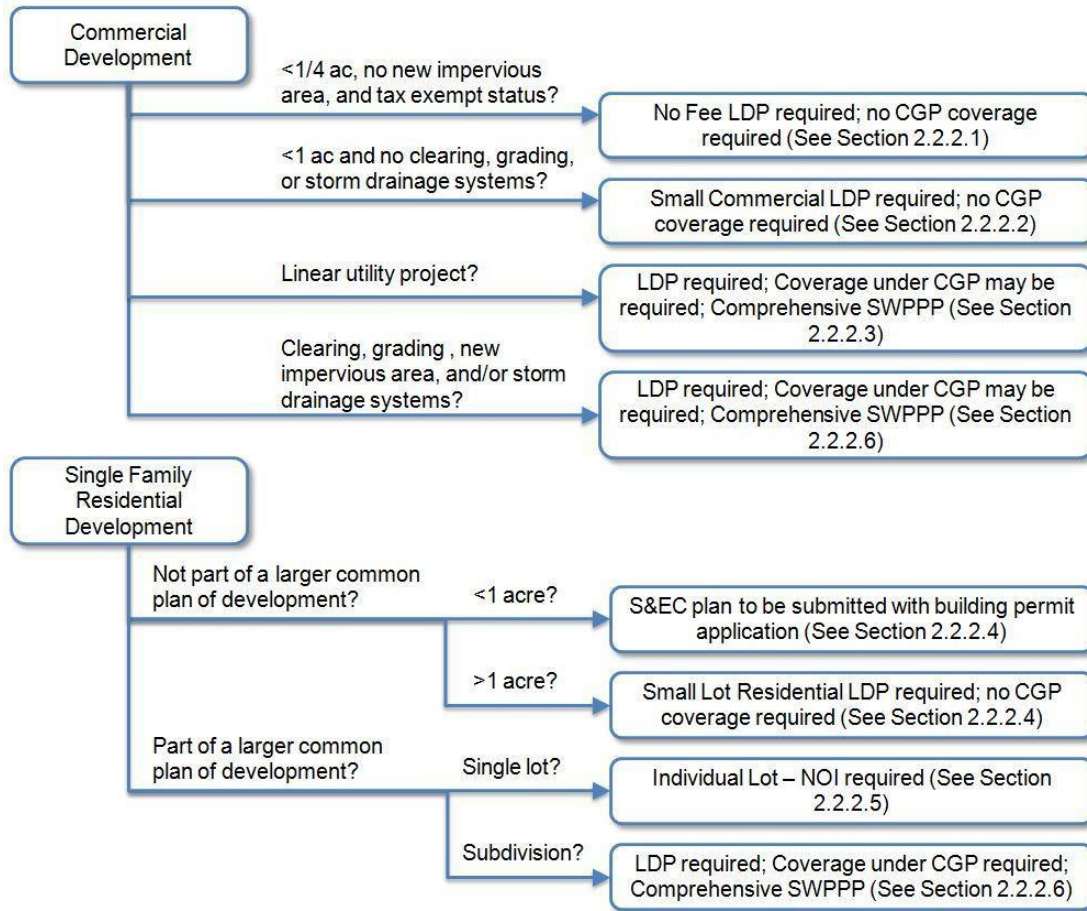 Commercial
Development
<1/4 ac, no new impervious
area, and tax exempt status?
No Fee LDP required; no CGP coverage
required (See Section 2.2.2.1)
<1 ac and no clearing, grading,
or storm drainage systems?
Small Commercial LDP required; no CGP
coverage required (See Section 2.2.2.2)
Linear utility project?
LDP required; Coverage under CGP may be
required; Comprehensive SWPPP (See Section
2.2.2.3)
Clearing, grading , new
impervious area, and/or storm
drainage systems?
LDP required; Coverage under CGP may be
required; Comprehensive SWPPP (See Section
2.2.2.6)
Single Family
Residential
Development
Not part of a larger common
plan of development?
<1 acre?
S&EC plan to be submitted with building permit
application (See Section 2.2.2.4)
>1 acre?
Small Lot Residential LDP required; no CGP
coverage required (See Section 2.2.2.4)
Part of a larger common
plan of development?
Single lot?
Individual Lot – NOI required (See Section
2.2.2.5)
Subdivision?
LDP required; Coverage under CGP required;
Comprehensive SWPPP (See Section 2.2.2.6)